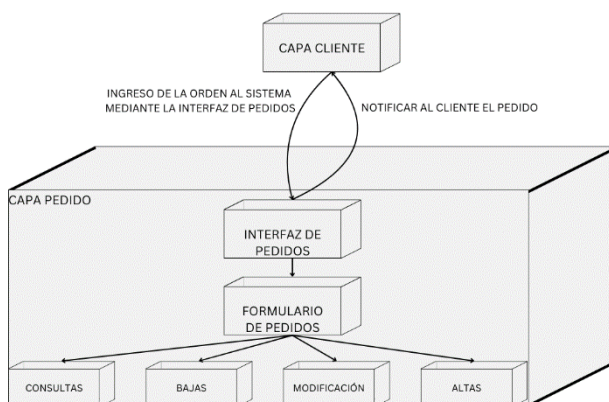 CAPA CLIENTE
INGRESO DE LA ORDEN AL SISTEMA
MEDIANTE LA INTERFAZ DE PEDIDOS
NOTIFICAR AL CLIENTE EL PEDIDO
CAPA PEDIDO
INTERFAZ DE
PEDIDOS
FORMULARIO
DE PEDIDOS
CONSULTAS
BAJAS
MODIFICACIÓN
ALTAS